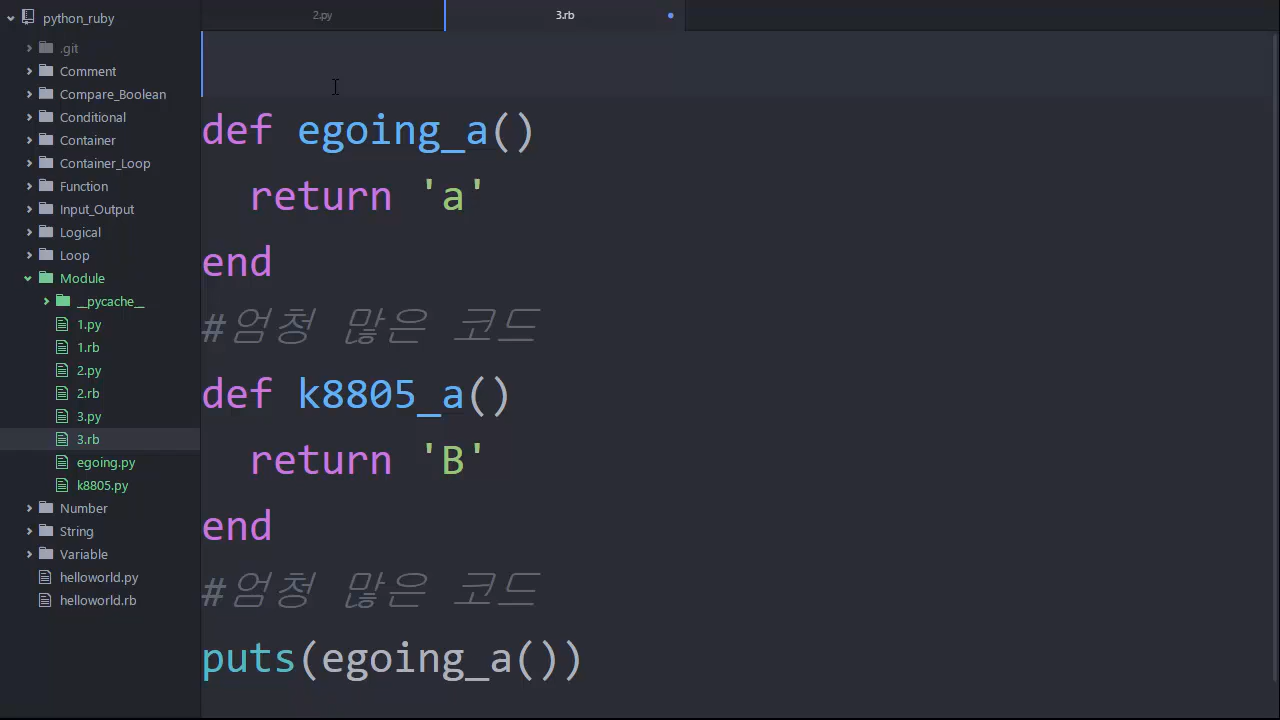 python_ruby
2.py
3.rb
.git
Comment
Compare_Boolean
Conditional
Container
Container_Loop
Function
Input_Output
Logical
Loop
Module
__pycache__
1.py
1.rb
2.py
2.rb
3.py
3.rb
egoing.py
k8805.py
Number
String
Variable
helloworld.py
helloworld.rb
def egoing_a()
  return 'a'
end
#엄청 많은 코드
def k8805_a()
  return 'B'
end
#엄청 많은 코드
puts(egoing_a())